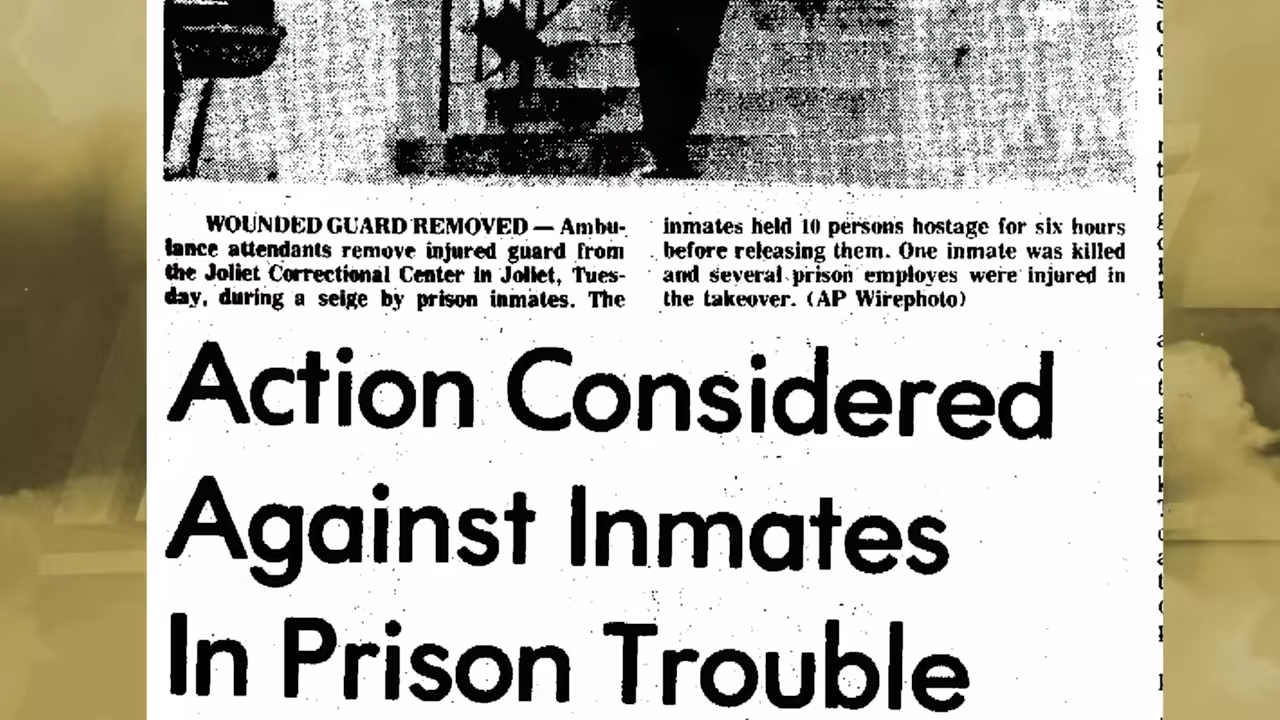 WOUNDED GUARD REMOVED — Ambu-
lance attendants remove injured guard from
the Joliet Correctional Center in Joliet, Tues-
day, during a seige by prison inmates. The
inmates held 10 persons hostage for six hours
before releasing them. One inmate was killed
and several prison employes were injured in
the takeover. (AP Wirephoto)
Action Considered
Against Inmates
In Prison Trouble